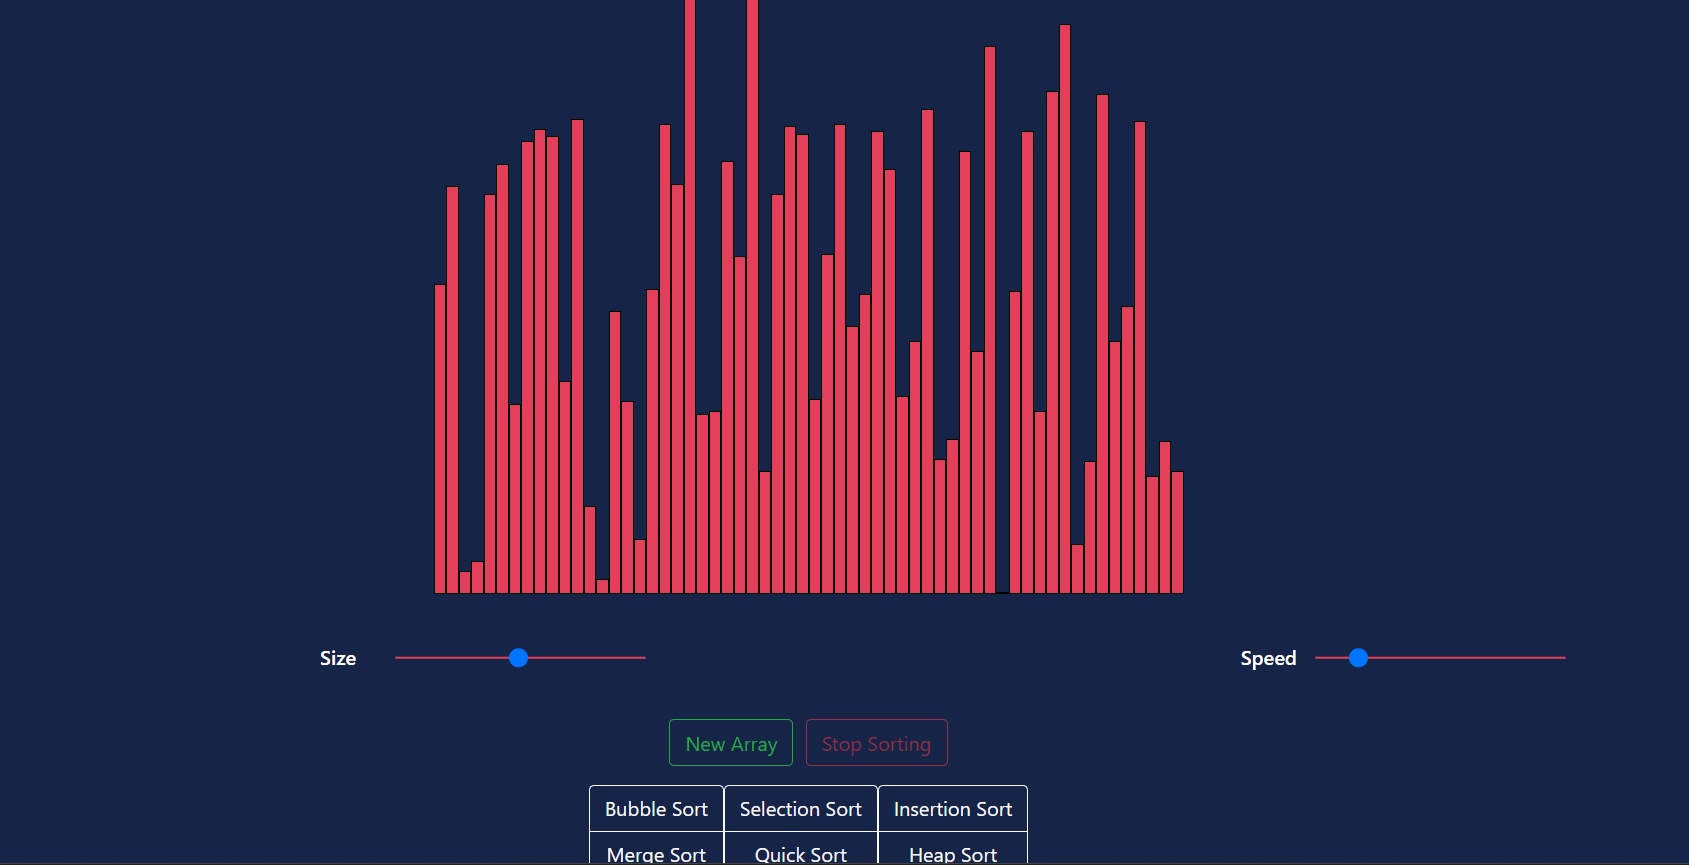 Size
Speed
New Array
Stop Sorting
Bubble Sort
Selection Sort
Insertion Sort
Merge Sort
Quick Sort
Heap Sort